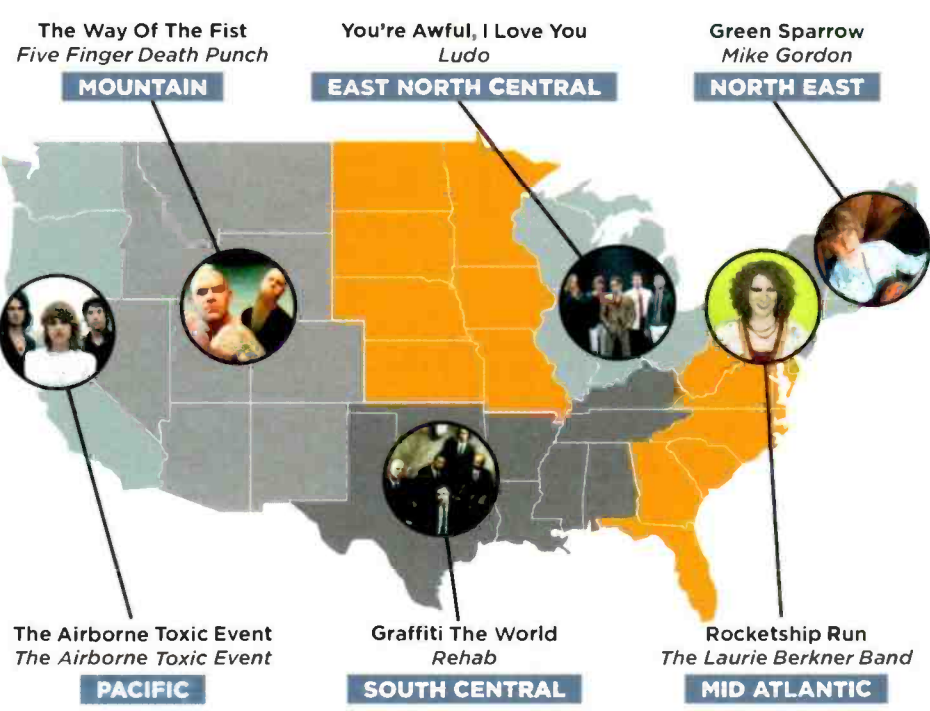 The Way Of The Fist
Five Finger Death Punch
MOUNTAIN
You're Awful, I Love You
Ludo
EAST NORTH CENTRAL
Green Sparrow
Mike Gordon
NORTH EAST
The Airborne Toxic Event
The Airborne Toxic Event
PACIFIC
Graffiti The World
Rehab
SOUTH CENTRAL
Rocketship Run
The Laurie Berkner Band
MID ATLANTIC